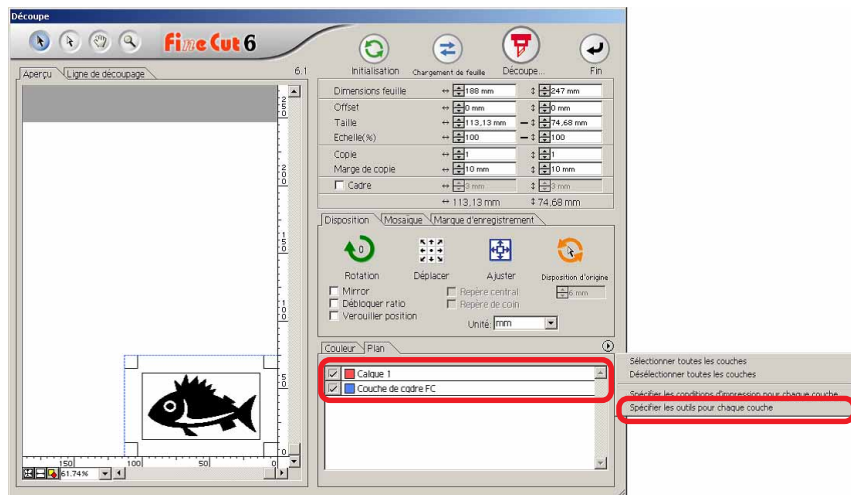 Découpe
FineCut 6
6.1
Initialisation
Chargement de feuille
Découpe...
Fin
Aperçu
Ligne de découpage
Dimensions feuille ↔ 188 mm ↕ 247 mm
Offset ↔ 0 mm ↕ 0 mm
Taille ↔ 113,13 mm ↕ 74,68 mm
Echelle(%) ↔ 100 ↕ 100
Copie ↔ 1 ↕ 1
Marge de copie ↔ 10 mm ↕ 10 mm
Cadre ↔ 3 mm ↕ 3 mm
↔ 113,13 mm ↕ 74,68 mm
Disposition
Mosaïque
Marque d'enregistrement
0
Rotation
Déplacer
Ajuster
Disposition d'origine
Mirror
Repère central
6 mm
Débloquer ratio
Repère de coin
Verouiller position
Unité: mm
Couleur
Plan
Calque 1
Couche de cadre FC
Sélectionner toutes les couches
Désélectionner toutes les couches
Spécifier les conditions d'impression pour chaque couche
Spécifier les outils pour chaque couche
250
200
150
100
50
0
150
100
50
0
61.74%